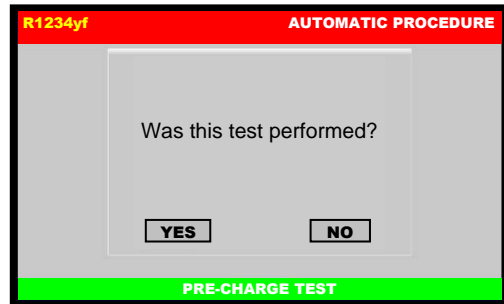 R1234yf AUTOMATIC PROCEDURE
Was this test performed?
YES NO
PRE-CHARGE TEST